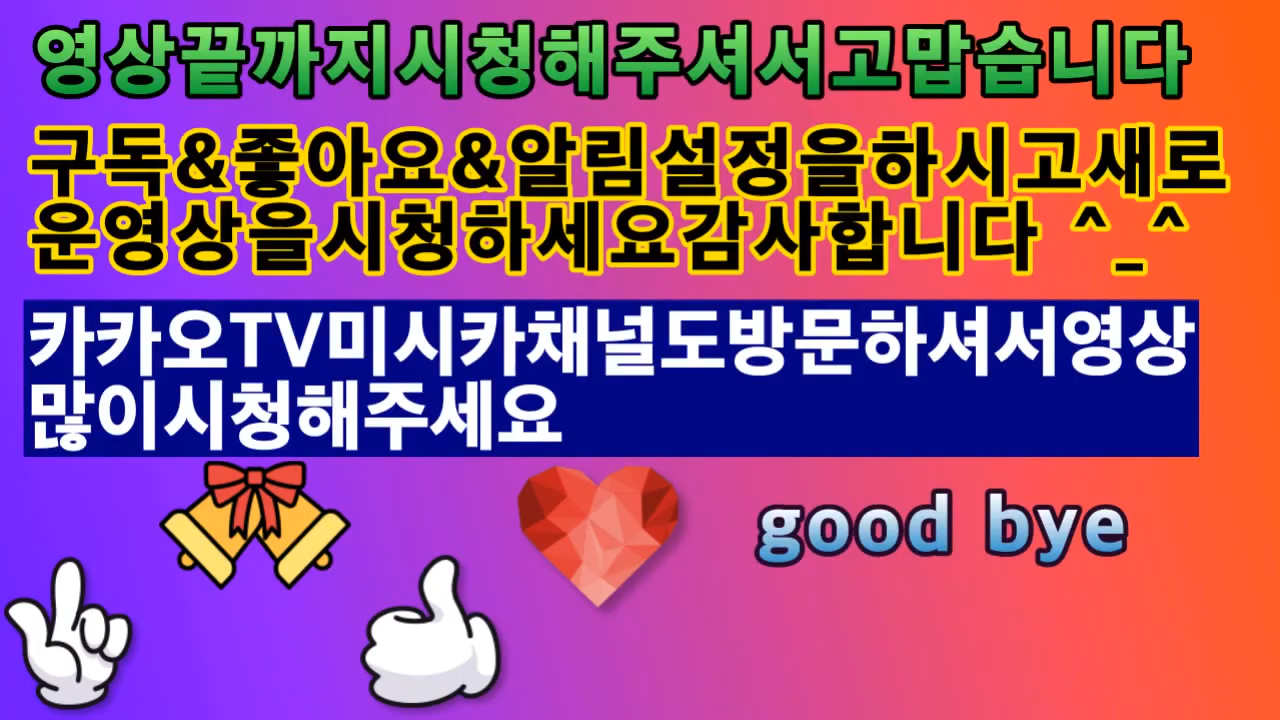 영상끝까지시청해주셔서고맙습니다
구독&좋아요&알림설정을하시고새로
운영상을시청하세요감사합니다 ^_^
카카오TV미시카채널도방문하셔서영상
많이시청해주세요
good bye